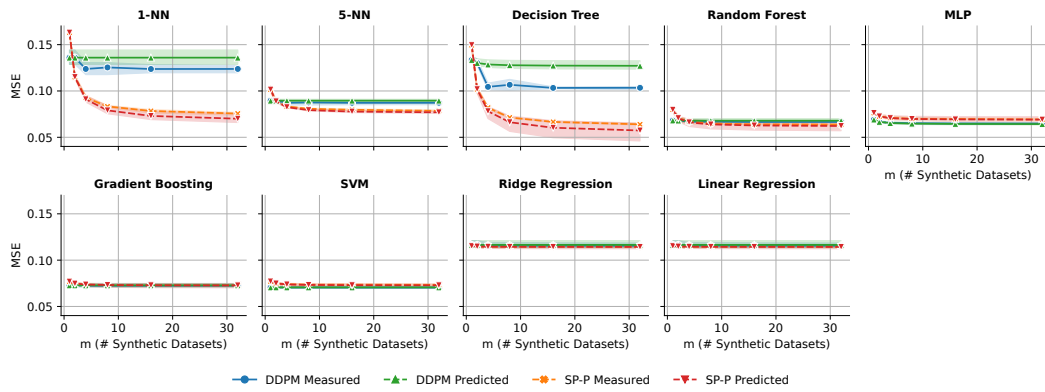 1-NN
5-NN
Decision Tree
Random Forest
MLP
MSE
0.15
0.10
0.05
0 10 20 30
m (# Synthetic Datasets)
Gradient Boosting
SVM
Ridge Regression
Linear Regression
MSE
0.15
0.10
0.05
0 10 20 30
m (# Synthetic Datasets)
0 10 20 30
m (# Synthetic Datasets)
0 10 20 30
m (# Synthetic Datasets)
0 10 20 30
m (# Synthetic Datasets)
DDPM Measured
DDPM Predicted
SP-P Measured
SP-P Predicted